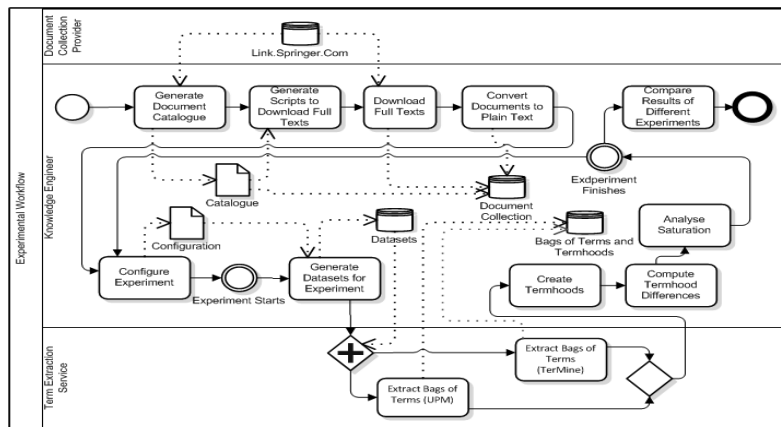 Experimental Workflow
Document
Collection
Provider
Link.Springer.Com
Knowledge Engineer
Generate
Document
Catalogue
Generate
Scripts to
Download Full
Texts
Download
Full Texts
Convert
Documents to
Plain Text
Compare
Results of
Different
Experiments
Exdperiment
Finishes
Catalogue
Document
Collection
Configuration
Datasets
Bags of Terms and
Termhoods
Analyse
Saturation
Configure
Experiment
Experiment Starts
Generate
Datasets for
Experiment
Create
Termhoods
Compute
Termhood
Differences
Term Extraction
Service
Extract Bags of
Terms
(TerMine)
Extract Bags of
Terms (UPM)